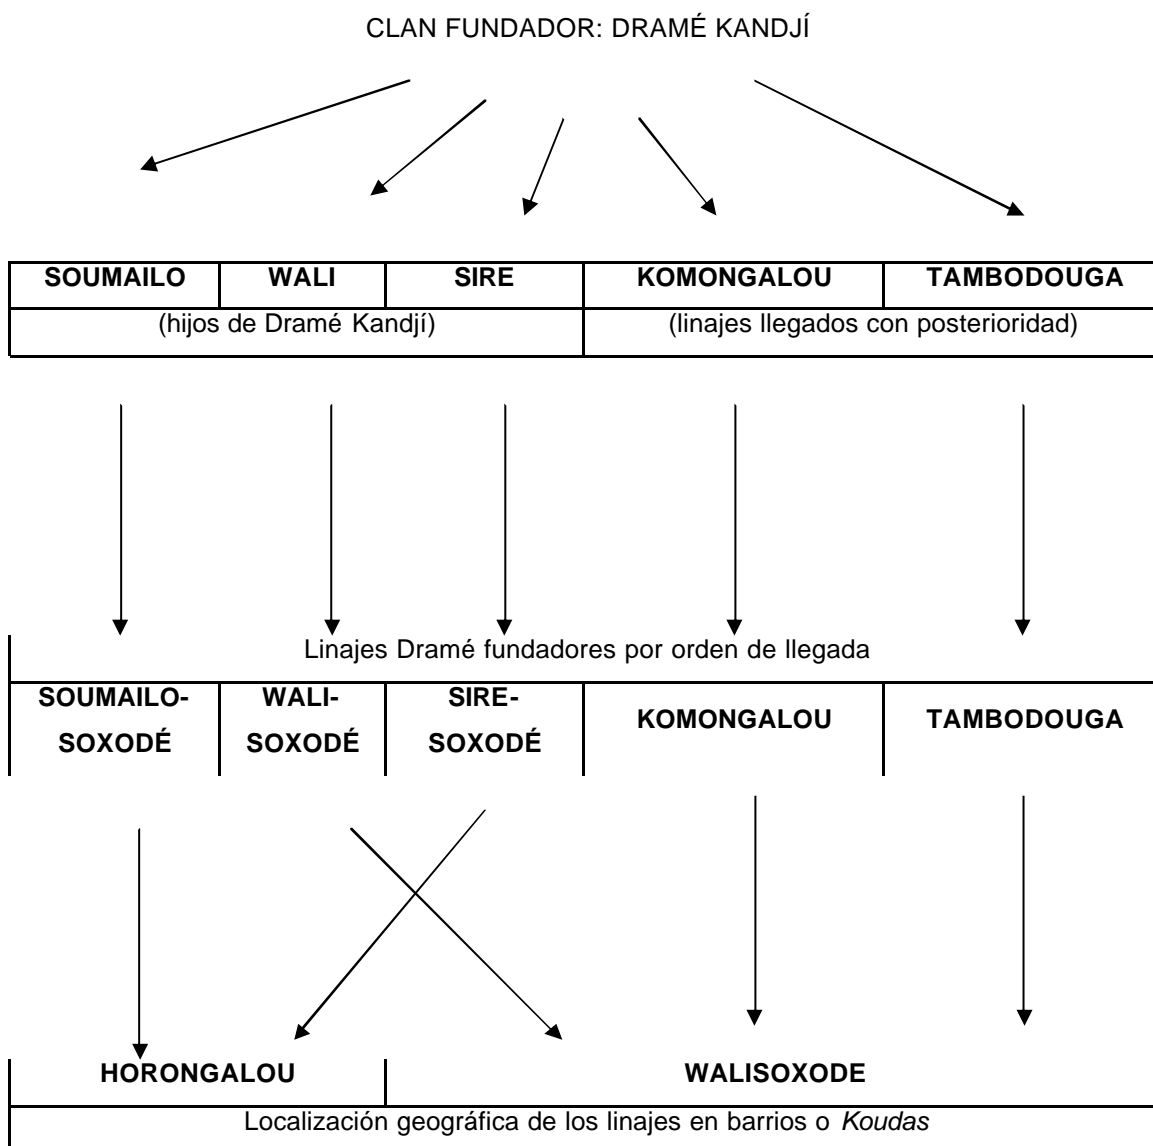 CLAN FUNDADOR: DRAMÉ KANDJÍ
SOUMAILO WALI SIRE KOMONGALOU TAMBODOUGA
(hijos de Dramé Kandjí) (linajes llegados con posterioridad)
Linajes Dramé fundadores por orden de llegada
SOUMAILO- WALI- SIRE- KOMONGALOU TAMBODOUGA
SOXODÉ SOXODÉ SOXODÉ
HORONGALOU WALISOXODE
Localización geográfica de los linajes en barrios o Koudas